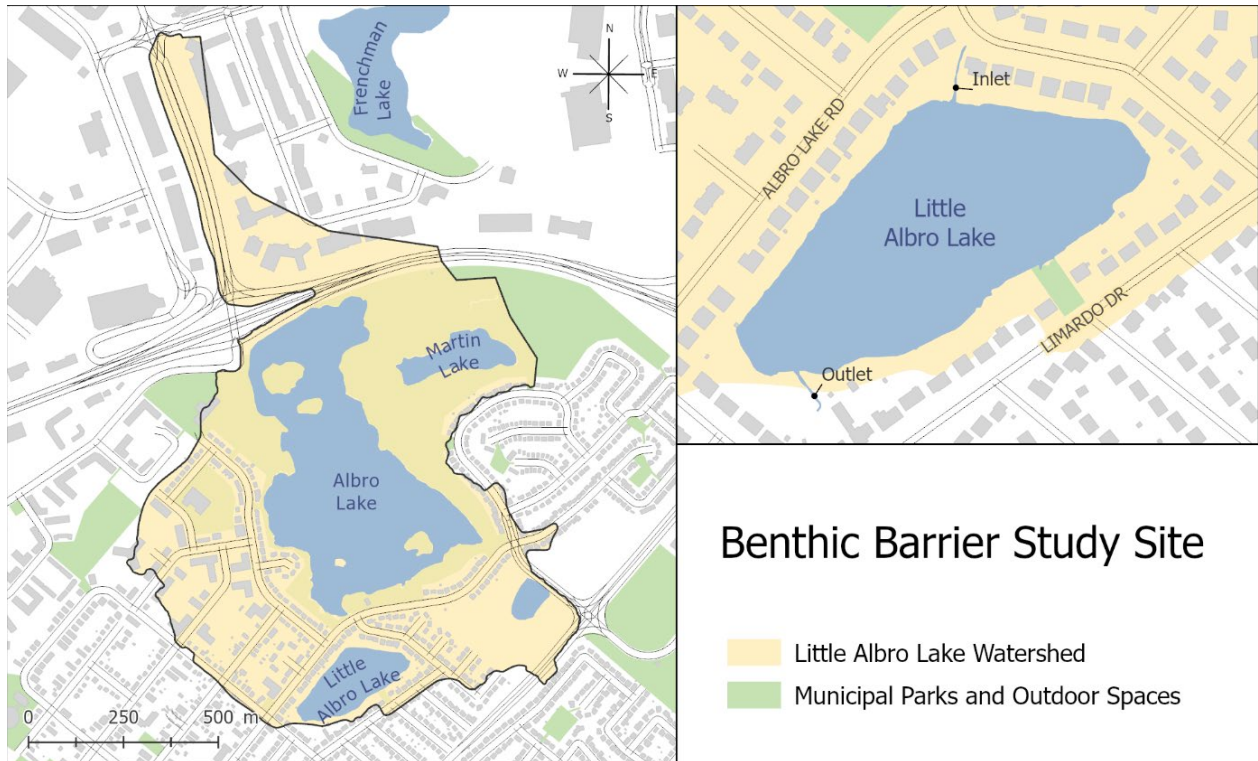 Frenchman
Lake
N
W
E
S
Martin
Lake
Albro
Lake
Little
Albro Lake
0 250 500 m
Inlet
ALBRO LAKE RD
Little
Albro Lake
LIMARDO DR
Outlet
Benthic Barrier Study Site
Little Albro Lake Watershed
Municipal Parks and Outdoor Spaces